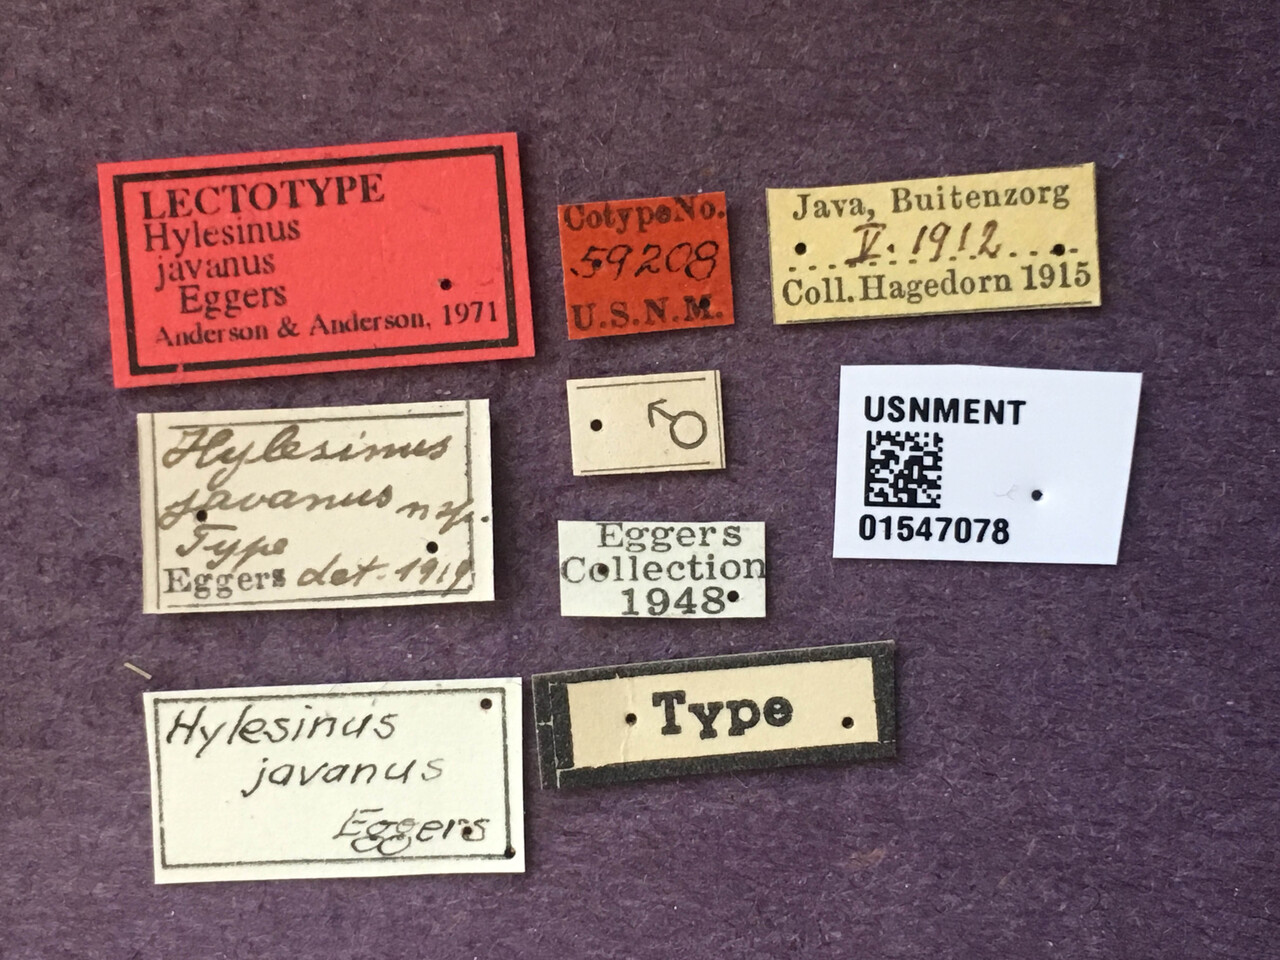 LECTOTYPE
Hylesinus
javanus
Eggers
Anderson & Anderson, 1971
Cotype No.
59208
U.S.N.M.
Java, Buitenzorg
V. 1912
Coll. Hagedorn 1915
Hylesinus
javanus n. sp.
Type
Eggers det. 1919
♂
USNMENT
01547078
Eggers
Collection
1948
Hylesinus
javanus
Eggers
Type